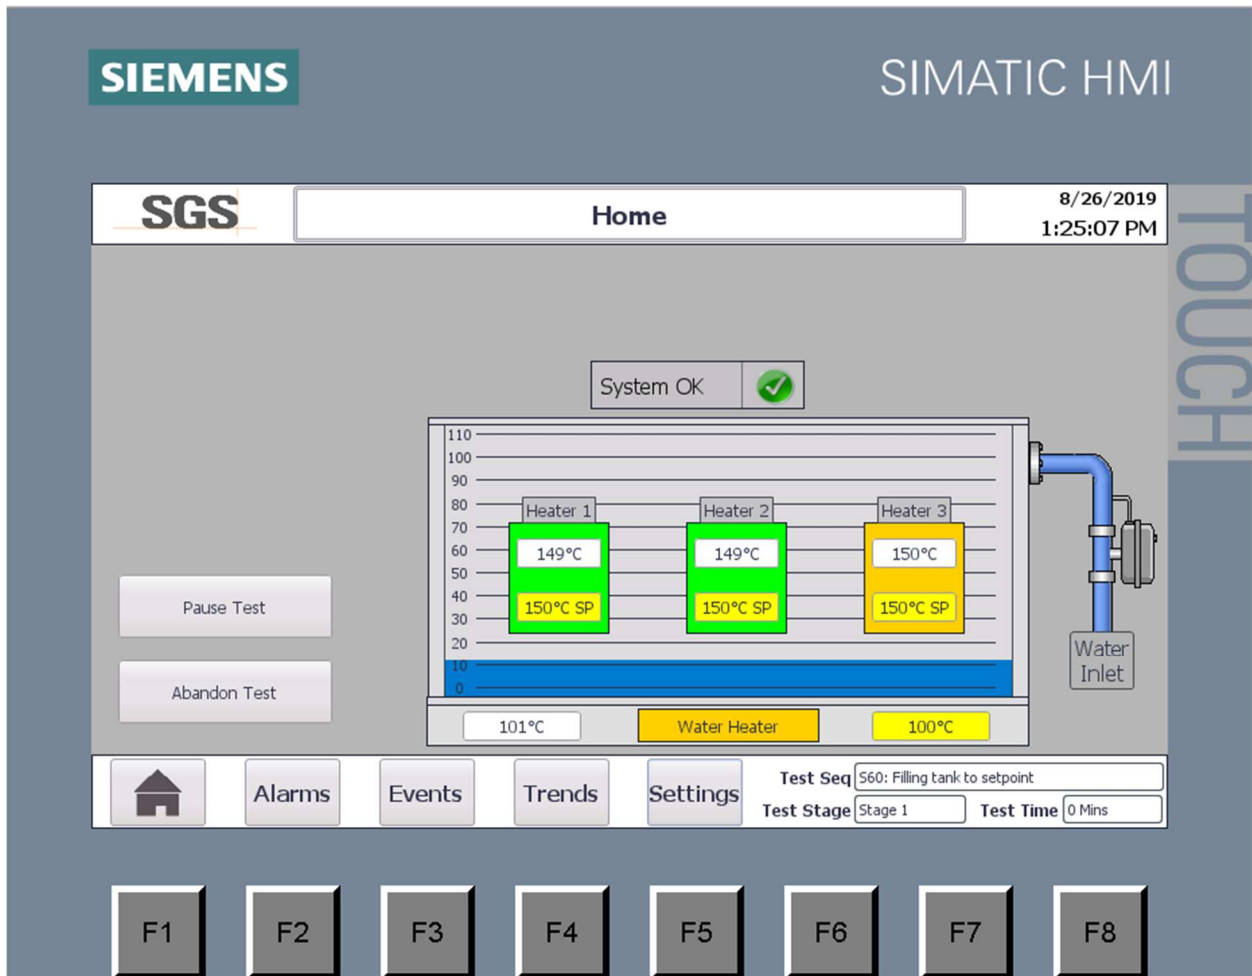 SIEMENS
SIMATIC HMI
TOUCH
SGS
Home
8/26/2019
1:25:07 PM
System OK
110
100
90
80
70
60
50
40
30
20
10
0
Heater 1
149°C
150°C SP
Heater 2
149°C
150°C SP
Heater 3
150°C
150°C SP
Water
Inlet
Pause Test
Abandon Test
101°C
Water Heater
100°C
Alarms
Events
Trends
Settings
Test Seq S60: Filling tank to setpoint
Test Stage Stage 1 Test Time 0 Mins
F1 F2 F3 F4 F5 F6 F7 F8